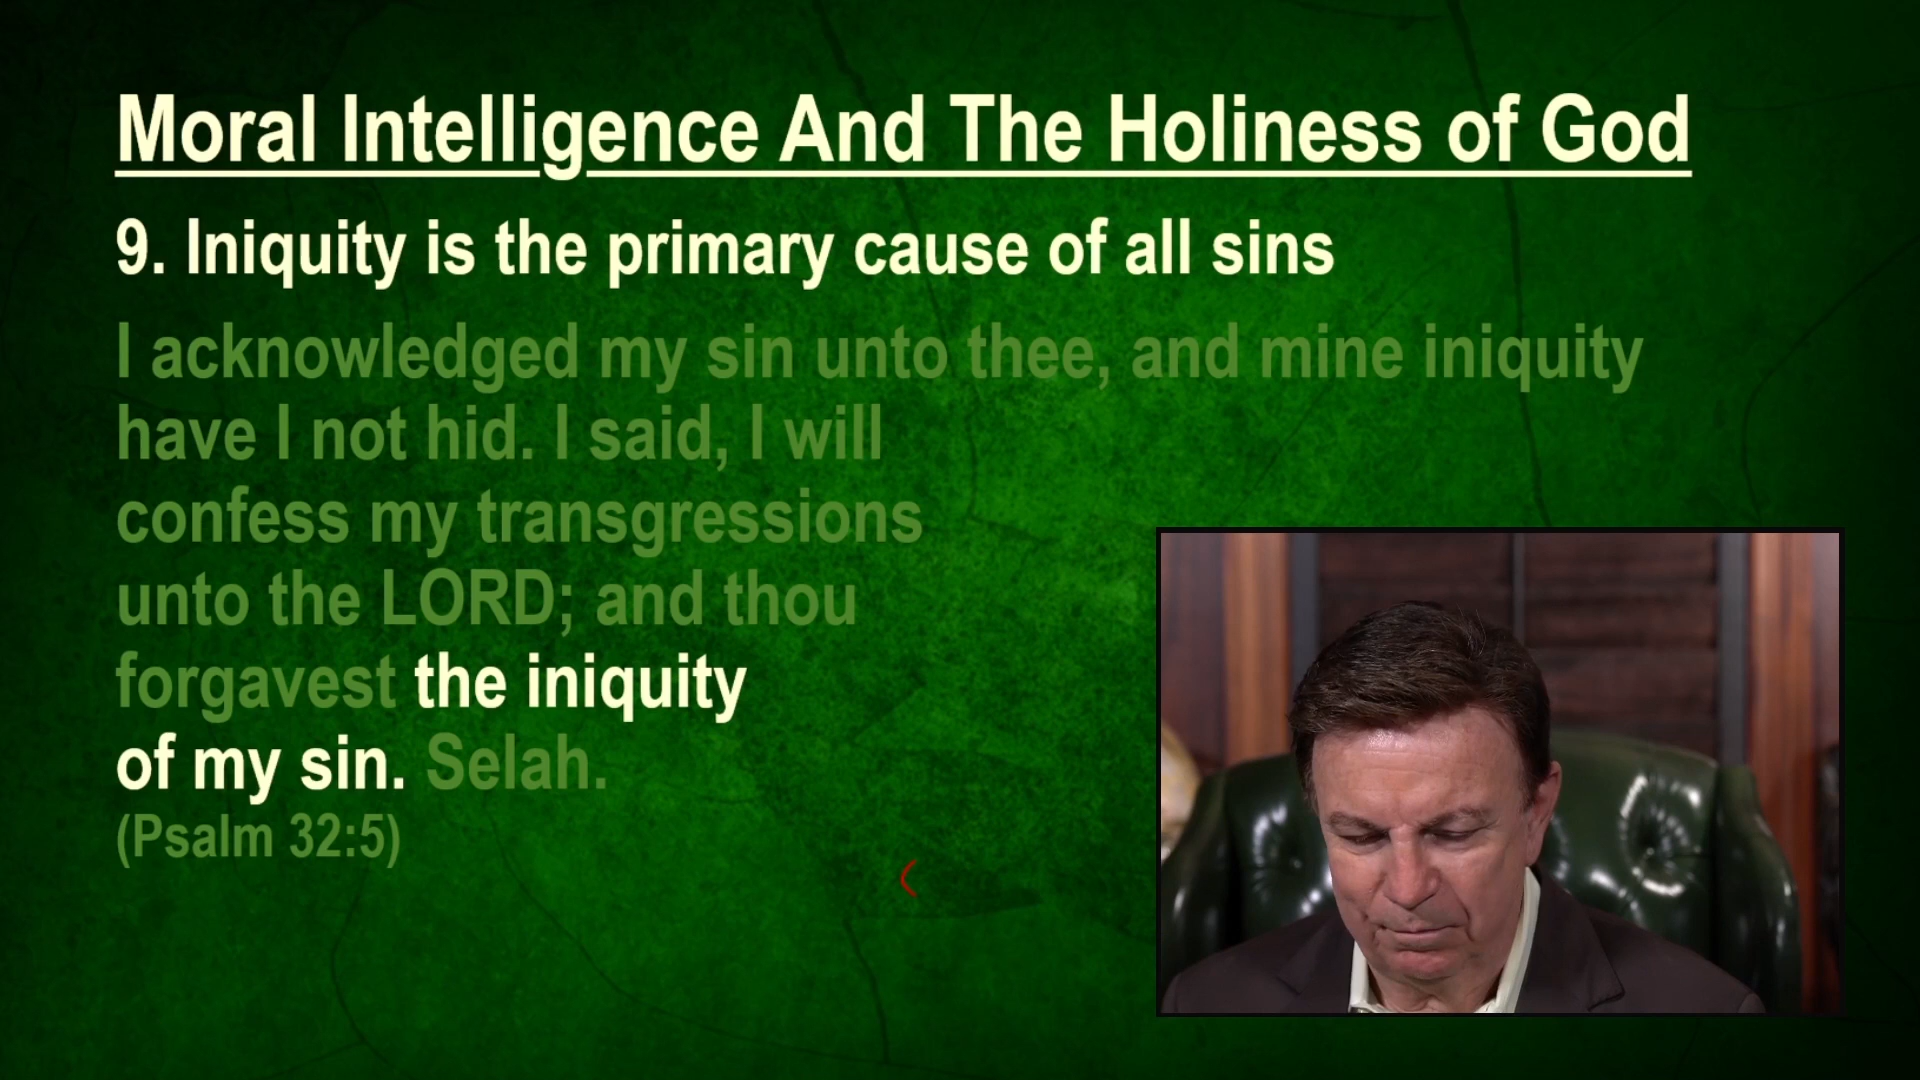 Moral Intelligence And The Holiness of God
9. Iniquity is the primary cause of all sins
I acknowledged my sin unto thee, and mine iniquity
have I not hid. I said, I will
confess my transgressions
unto the LORD; and thou
forgavest the iniquity
of my sin. Selah.
(Psalm 32:5)